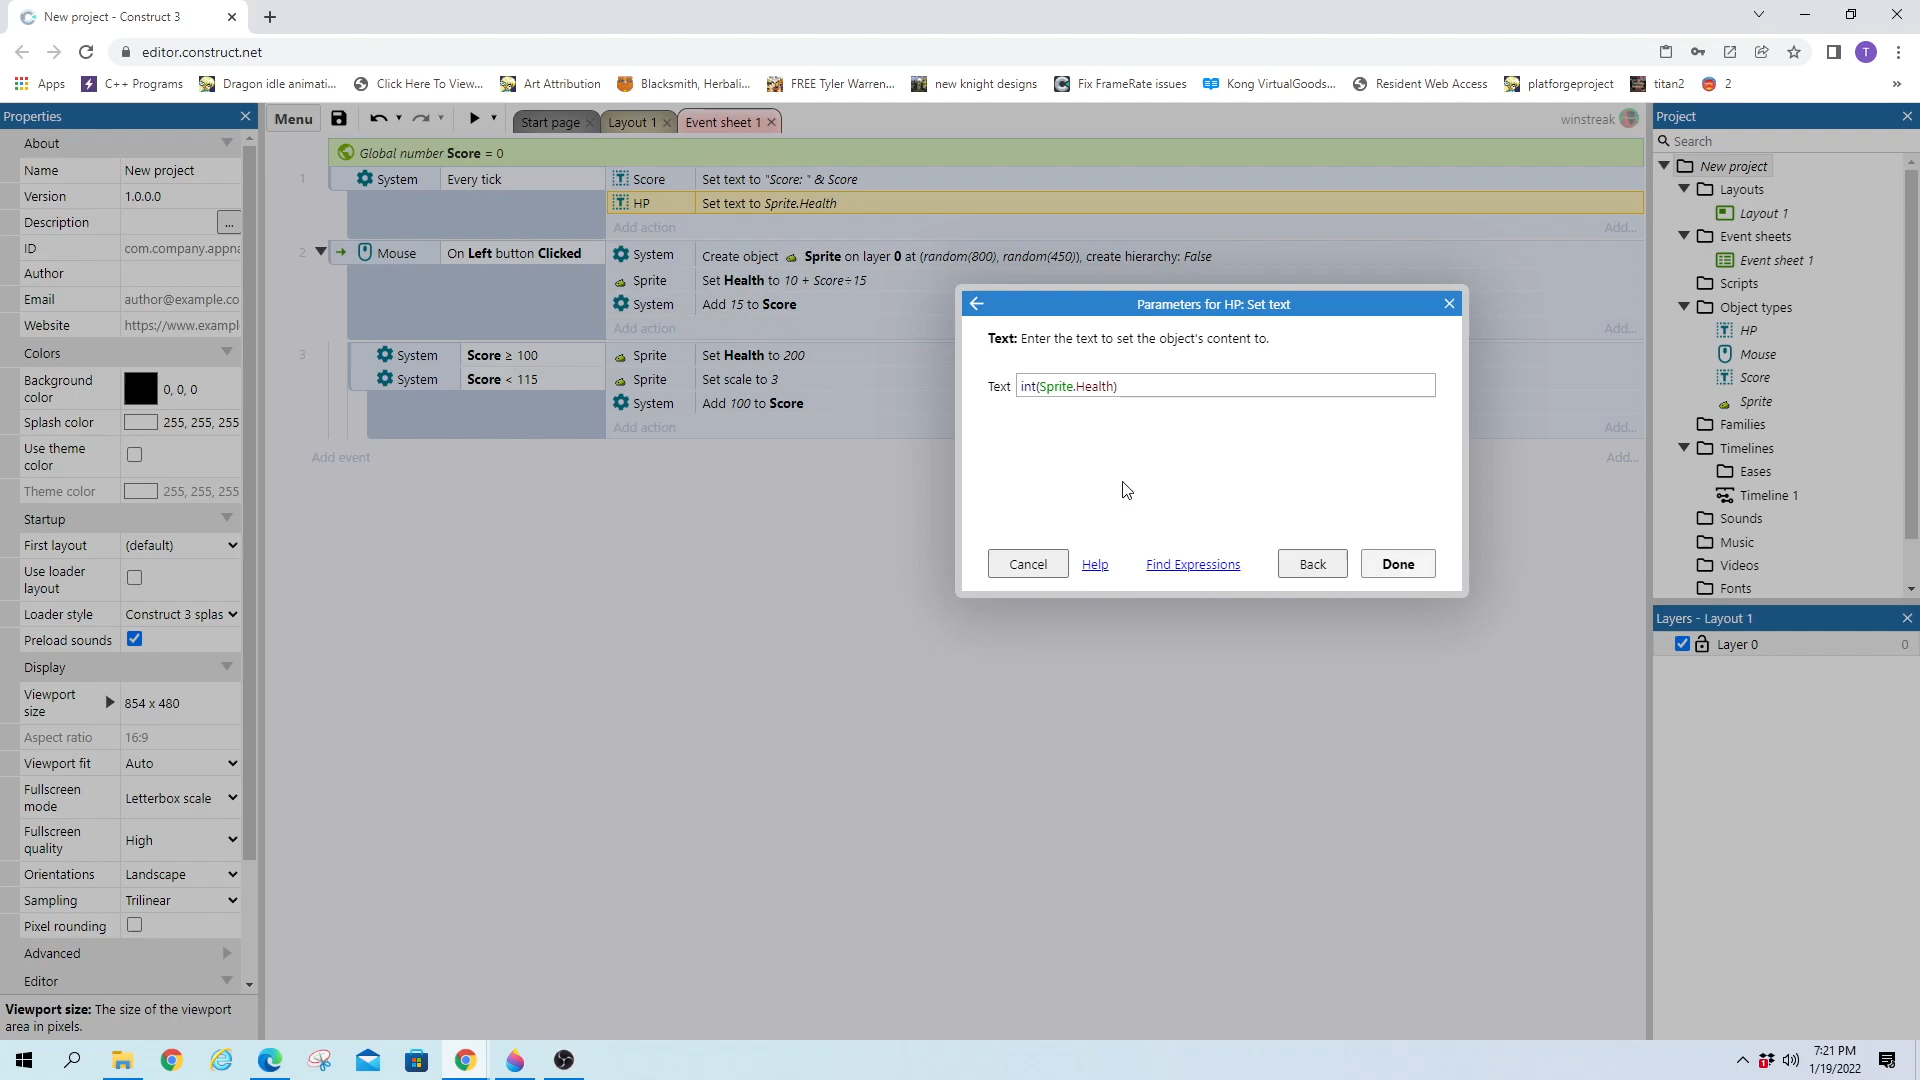 New project - Construct 3
editor.construct.net
T
Apps
C++ Programs
Dragon idle animati...
Click Here To View...
Art Attribution
Blacksmith, Herbali...
FREE Tyler Warren...
new knight designs
Fix FrameRate issues
Kong VirtualGoods...
Resident Web Access
platforgeproject
titan2
2
»
Properties
About
Name New project
Version 1.0.0.0
Description ...
ID com.company.appna
Author
Email author@example.co
Website https://www.exampl
Colors
Background
color
0, 0, 0
Splash color 255, 255, 255
Use theme
color
Theme color 255, 255, 255
Startup
First layout (default)
Use loader
layout
Loader style Construct 3 splas
Preload sounds
Display
Viewport
size
854 x 480
Aspect ratio 16:9
Viewport fit Auto
Fullscreen
mode
Letterbox scale
Fullscreen
quality
High
Orientations Landscape
Sampling Trilinear
Pixel rounding
Advanced
Editor
Viewport size: The size of the viewport
area in pixels.
Menu
Start page
Layout 1
Event sheet 1
winstreak
Global number Score = 0
1 System Every tick
T Score Set text to "Score: " & Score
T HP Set text to Sprite.Health
Add action Add...
2 Mouse On Left button Clicked
System Create object Sprite on layer 0 at (random(800), random(450)), create hierarchy: False
Sprite Set Health to 10 + Score÷15
System Add 15 to Score
Add action Add...
3 System Score ≥ 100
System Score < 115
Sprite Set Health to 200
Sprite Set scale to 3
System Add 100 to Score
Add action Add...
Add event Add...
Parameters for HP: Set text
Text: Enter the text to set the object's content to.
Text int(Sprite.Health)
Cancel
Help
Find Expressions
Back
Done
Project
Search
New project
Layouts
Layout 1
Event sheets
Event sheet 1
Scripts
Object types
T HP
Mouse
T Score
Sprite
Families
Timelines
Eases
Timeline 1
Sounds
Music
Videos
Fonts
Layers - Layout 1
Layer 0 0
7:21 PM
1/19/2022